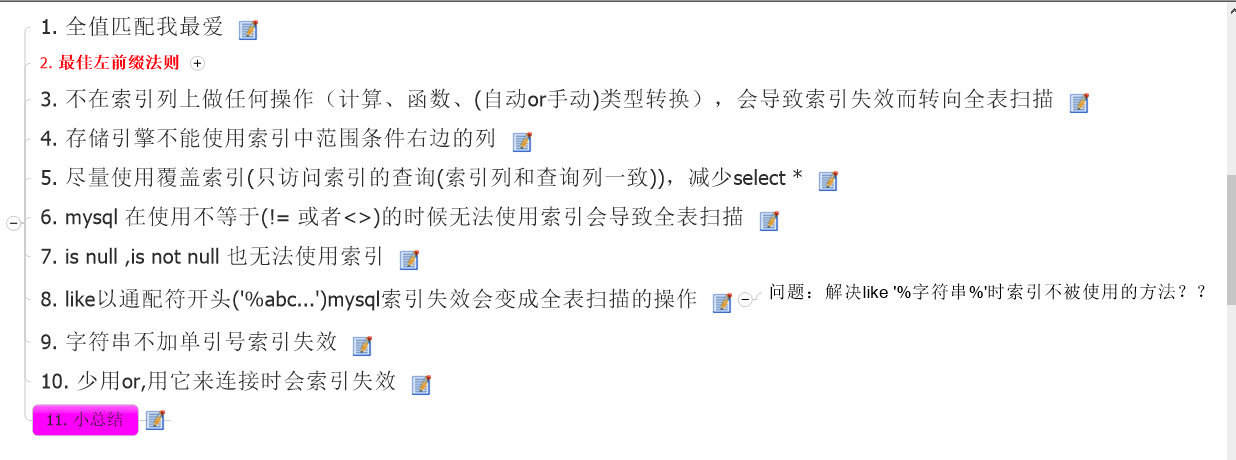 1. 全值匹配我最爱
2. 最佳左前缀法则
3. 不在索引列上做任何操作（计算、函数、(自动or手动)类型转换），会导致索引失效而转向全表扫描
4. 存储引擎不能使用索引中范围条件右边的列
5. 尽量使用覆盖索引(只访问索引的查询(索引列和查询列一致))，减少select *
6. mysql 在使用不等于(!= 或者<>)的时候无法使用索引会导致全表扫描
7. is null ,is not null 也无法使用索引
8. like以通配符开头('%abc...')mysql索引失效会变成全表扫描的操作 问题：解决like '%字符串%'时索引不被使用的方法？？
9. 字符串不加单引号索引失效
10. 少用or,用它来连接时会索引失效
11. 小总结